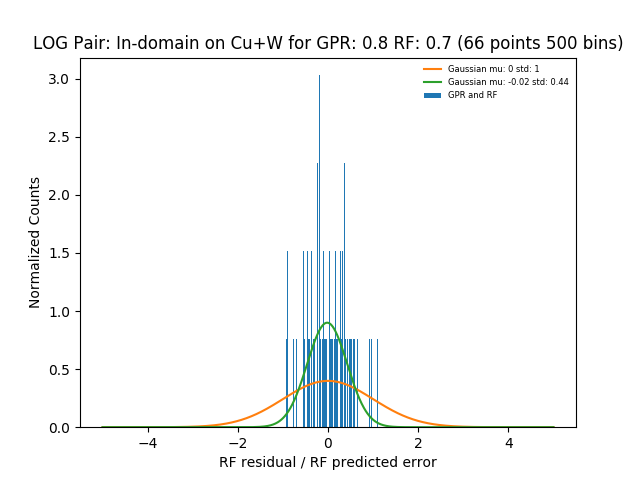 LOG Pair: In-domain on Cu+W for GPR: 0.8 RF: 0.7 (66 points 500 bins)
Gaussian mu: 0 std: 1
Gaussian mu: -0.02 std: 0.44
GPR and RF
Normalized Counts
3.0
2.5
2.0
1.5
1.0
0.5
0.0
−4
−2
0
2
4
RF residual / RF predicted error